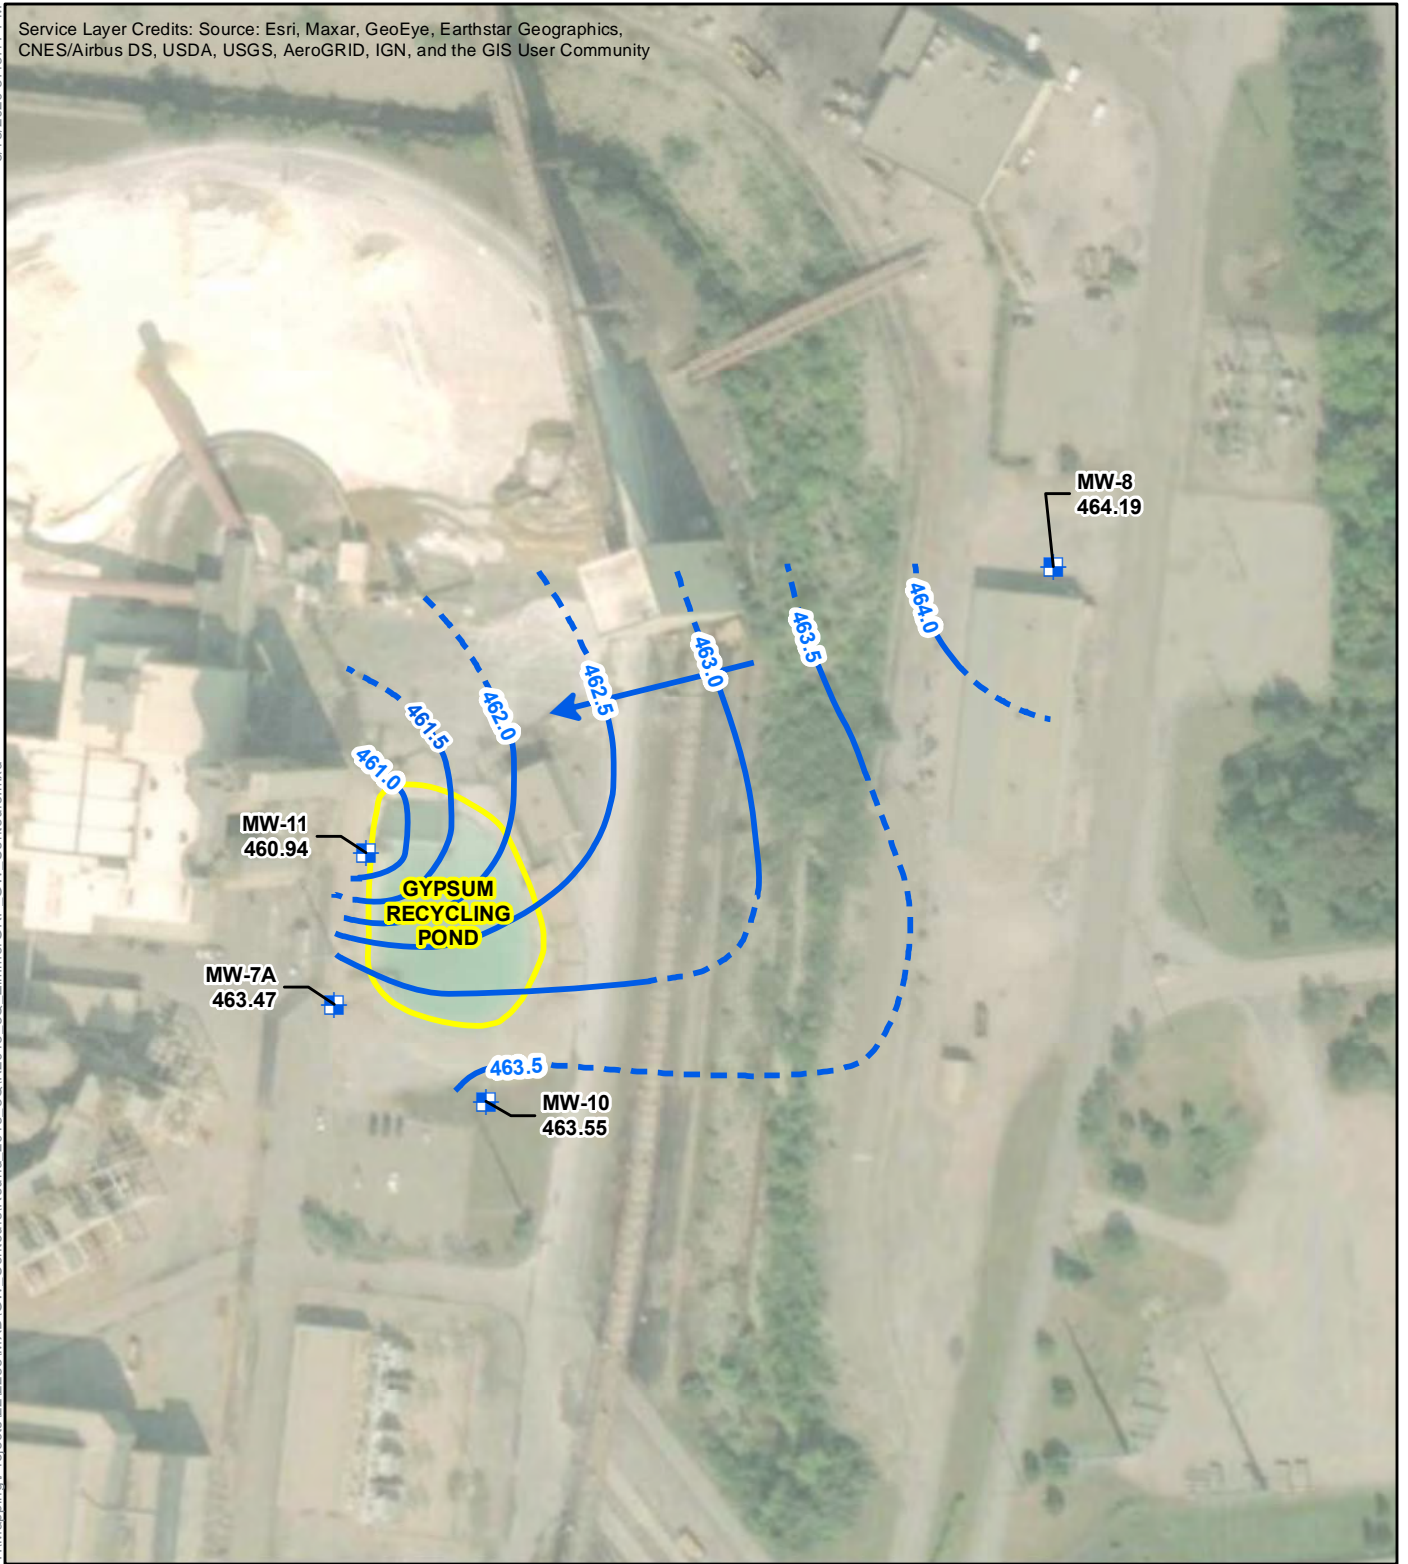 Service Layer Credits: Source: Esri, Maxar, GeoEye, Earthstar Geographics,
CNES/Airbus DS, USDA, USGS, AeroGRID, IGN, and the GIS User Community
MW-8
464.19
464.0
463.5
463.0
462.5
462.0
461.5
461.0
MW-11
460.94
GYPSUM
RECYCLING
POND
MW-7A
463.47
463.5
MW-10
463.55